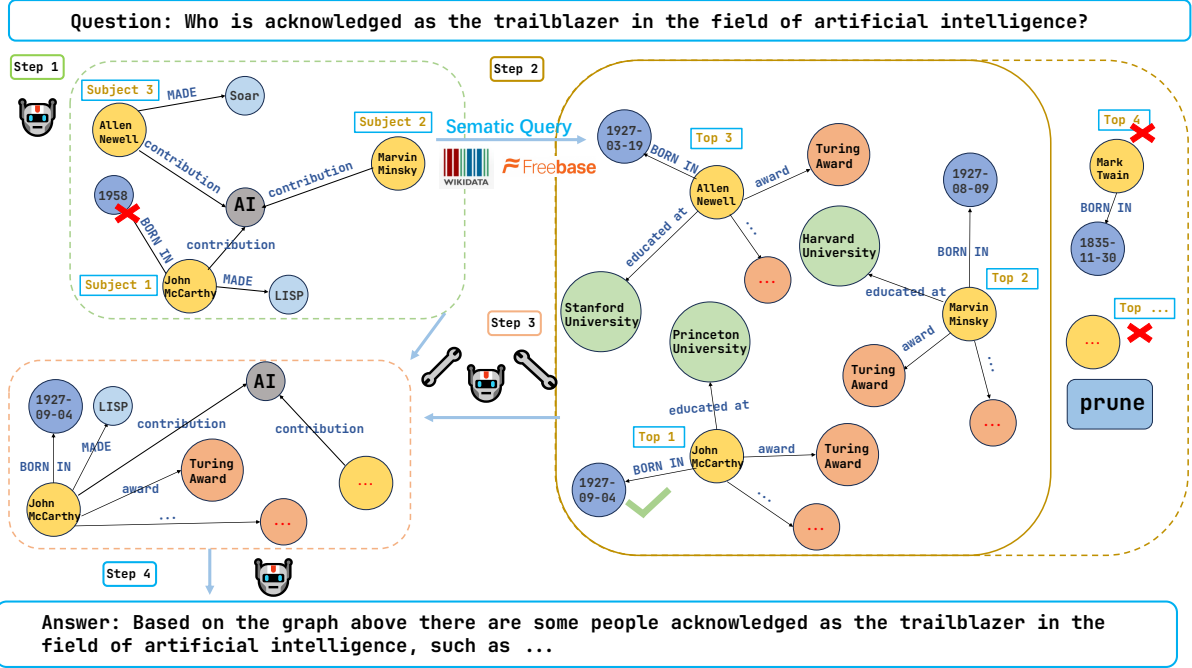 Question: Who is acknowledged as the trailblazer in the field of artificial intelligence?
Step 1
Subject 3
MADE
Soar
Allen
Newell
Subject 2
contribution
contribution
Marvin
Minsky
1958
AI
BORN IN
contribution
Subject 1
John
McCarthy
MADE
LISP
Sematic Query
WIKIDATA
Freebase
Step 2
1927-
03-19
Top 3
BORN IN
Allen
Newell
award
Turing
Award
educated at
...
...
Stanford
University
Harvard
University
1927-
08-09
BORN IN
Top 2
educated at
Marvin
Minsky
award
Turing
Award
...
...
Princeton
University
educated at
Top 1
John
McCarthy
BORN IN
1927-
09-04
award
Turing
Award
...
...
Top 4
Mark
Twain
BORN IN
1835-
11-30
Top ...
...
prune
Step 3
1927-
09-04
LISP
AI
contribution
contribution
BORN IN
MADE
Turing
Award
award
John
McCarthy
...
...
...
Step 4
Answer: Based on the graph above there are some people acknowledged as the trailblazer in the
field of artificial intelligence, such as ...